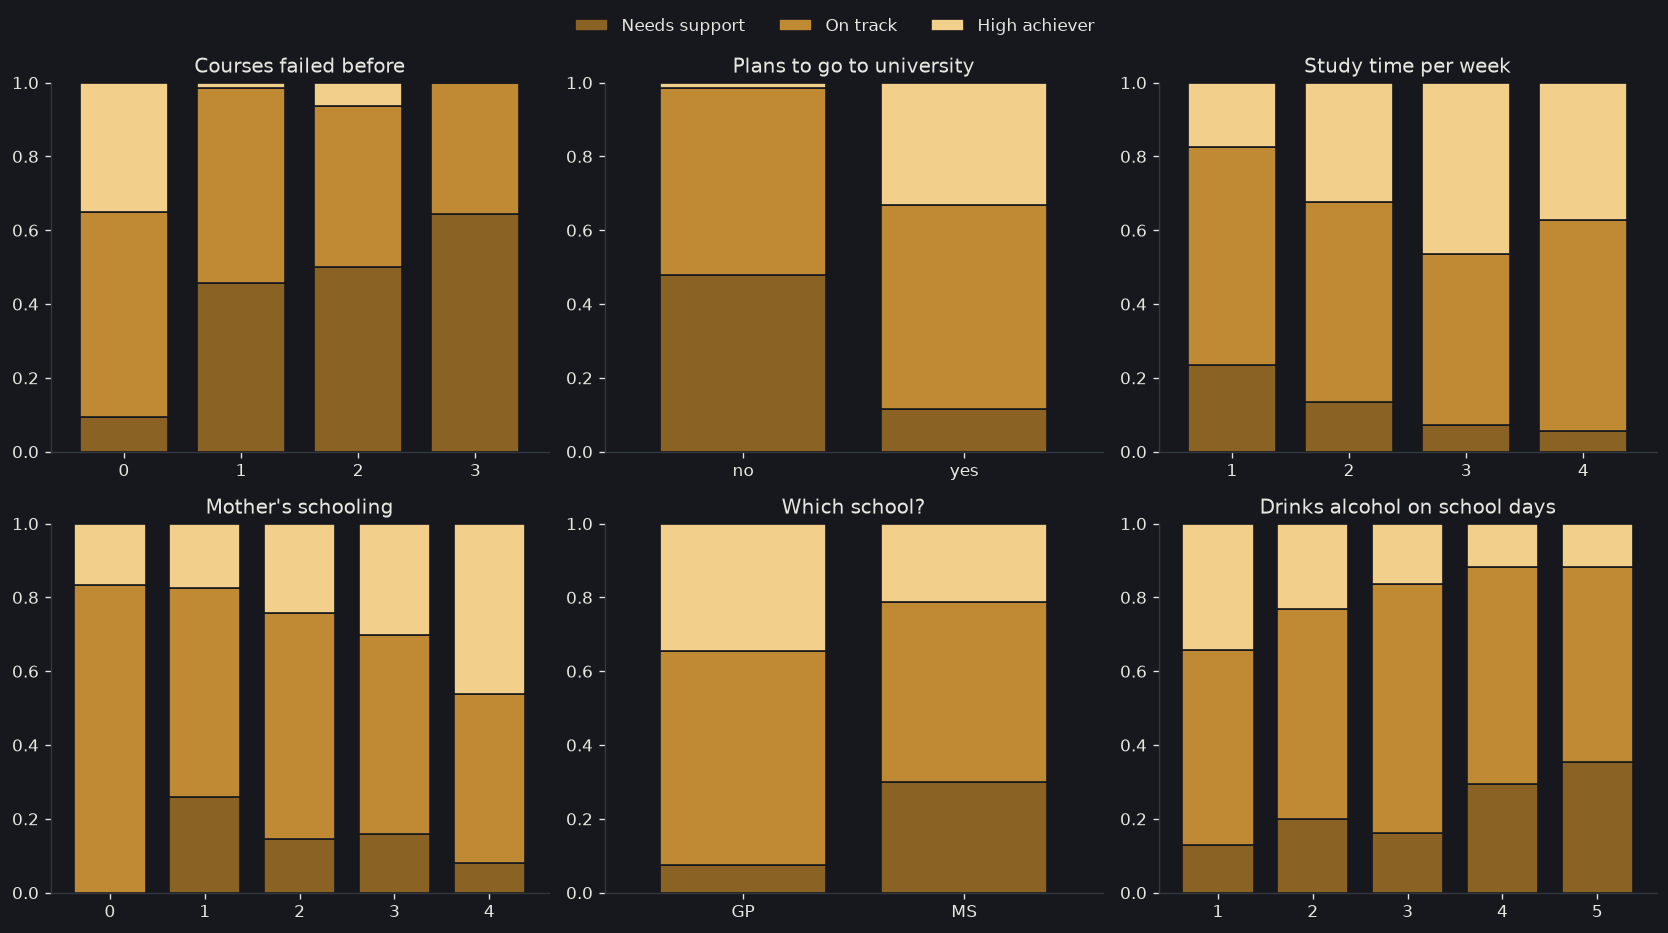 Needs support On track High achiever
Courses failed before
1.0
0.8
0.6
0.4
0.2
0.0
0 1 2 3
Plans to go to university
1.0
0.8
0.6
0.4
0.2
0.0
no yes
Study time per week
1.0
0.8
0.6
0.4
0.2
0.0
1 2 3 4
Mother's schooling
1.0
0.8
0.6
0.4
0.2
0.0
0 1 2 3 4
Which school?
1.0
0.8
0.6
0.4
0.2
0.0
GP MS
Drinks alcohol on school days
1.0
0.8
0.6
0.4
0.2
0.0
1 2 3 4 5